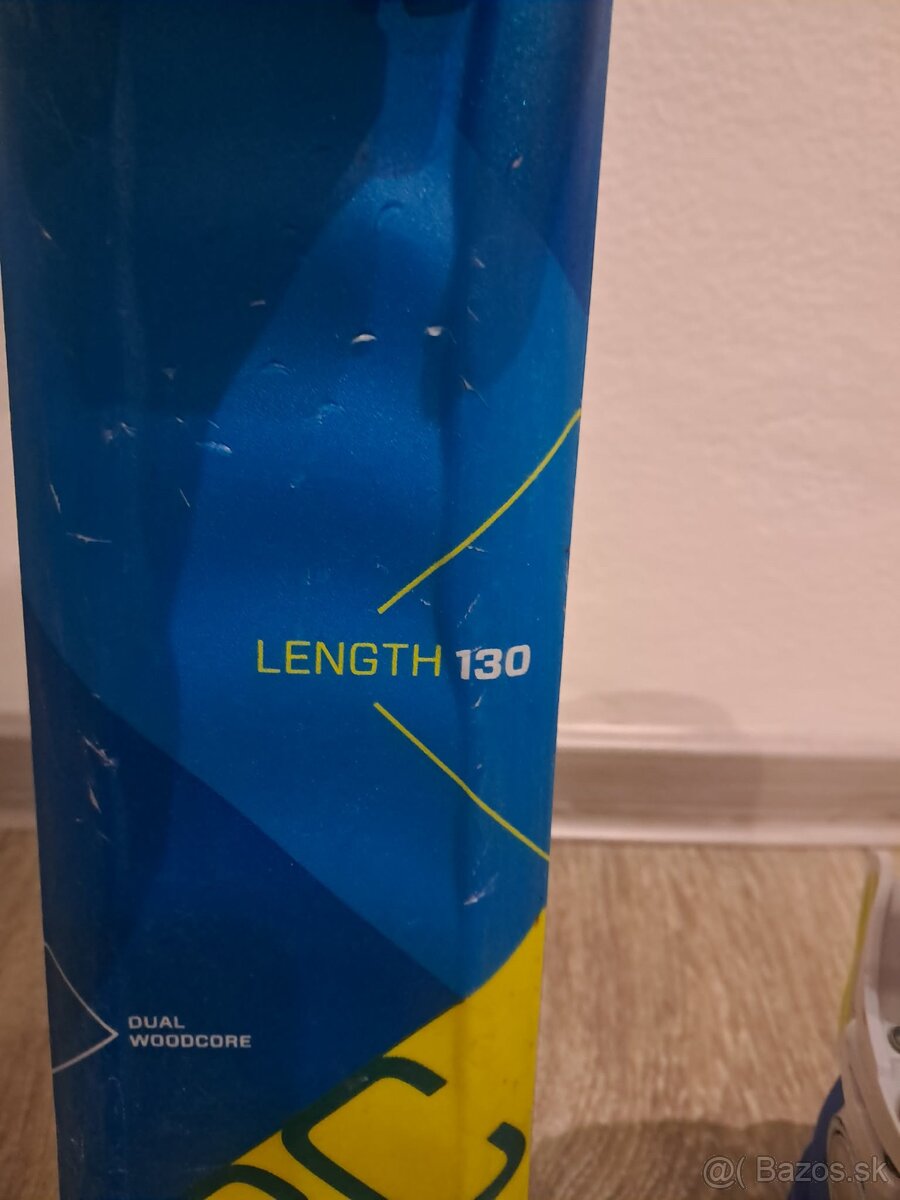 LENGTH 130
DUAL
WOODCORE
@( Bazos.sk